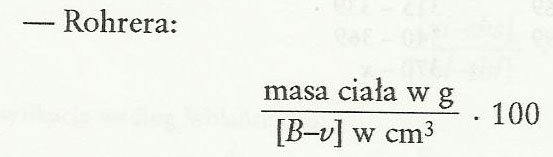 — Rohrera:
masa ciała w g
[B–v] w cm³ · 100